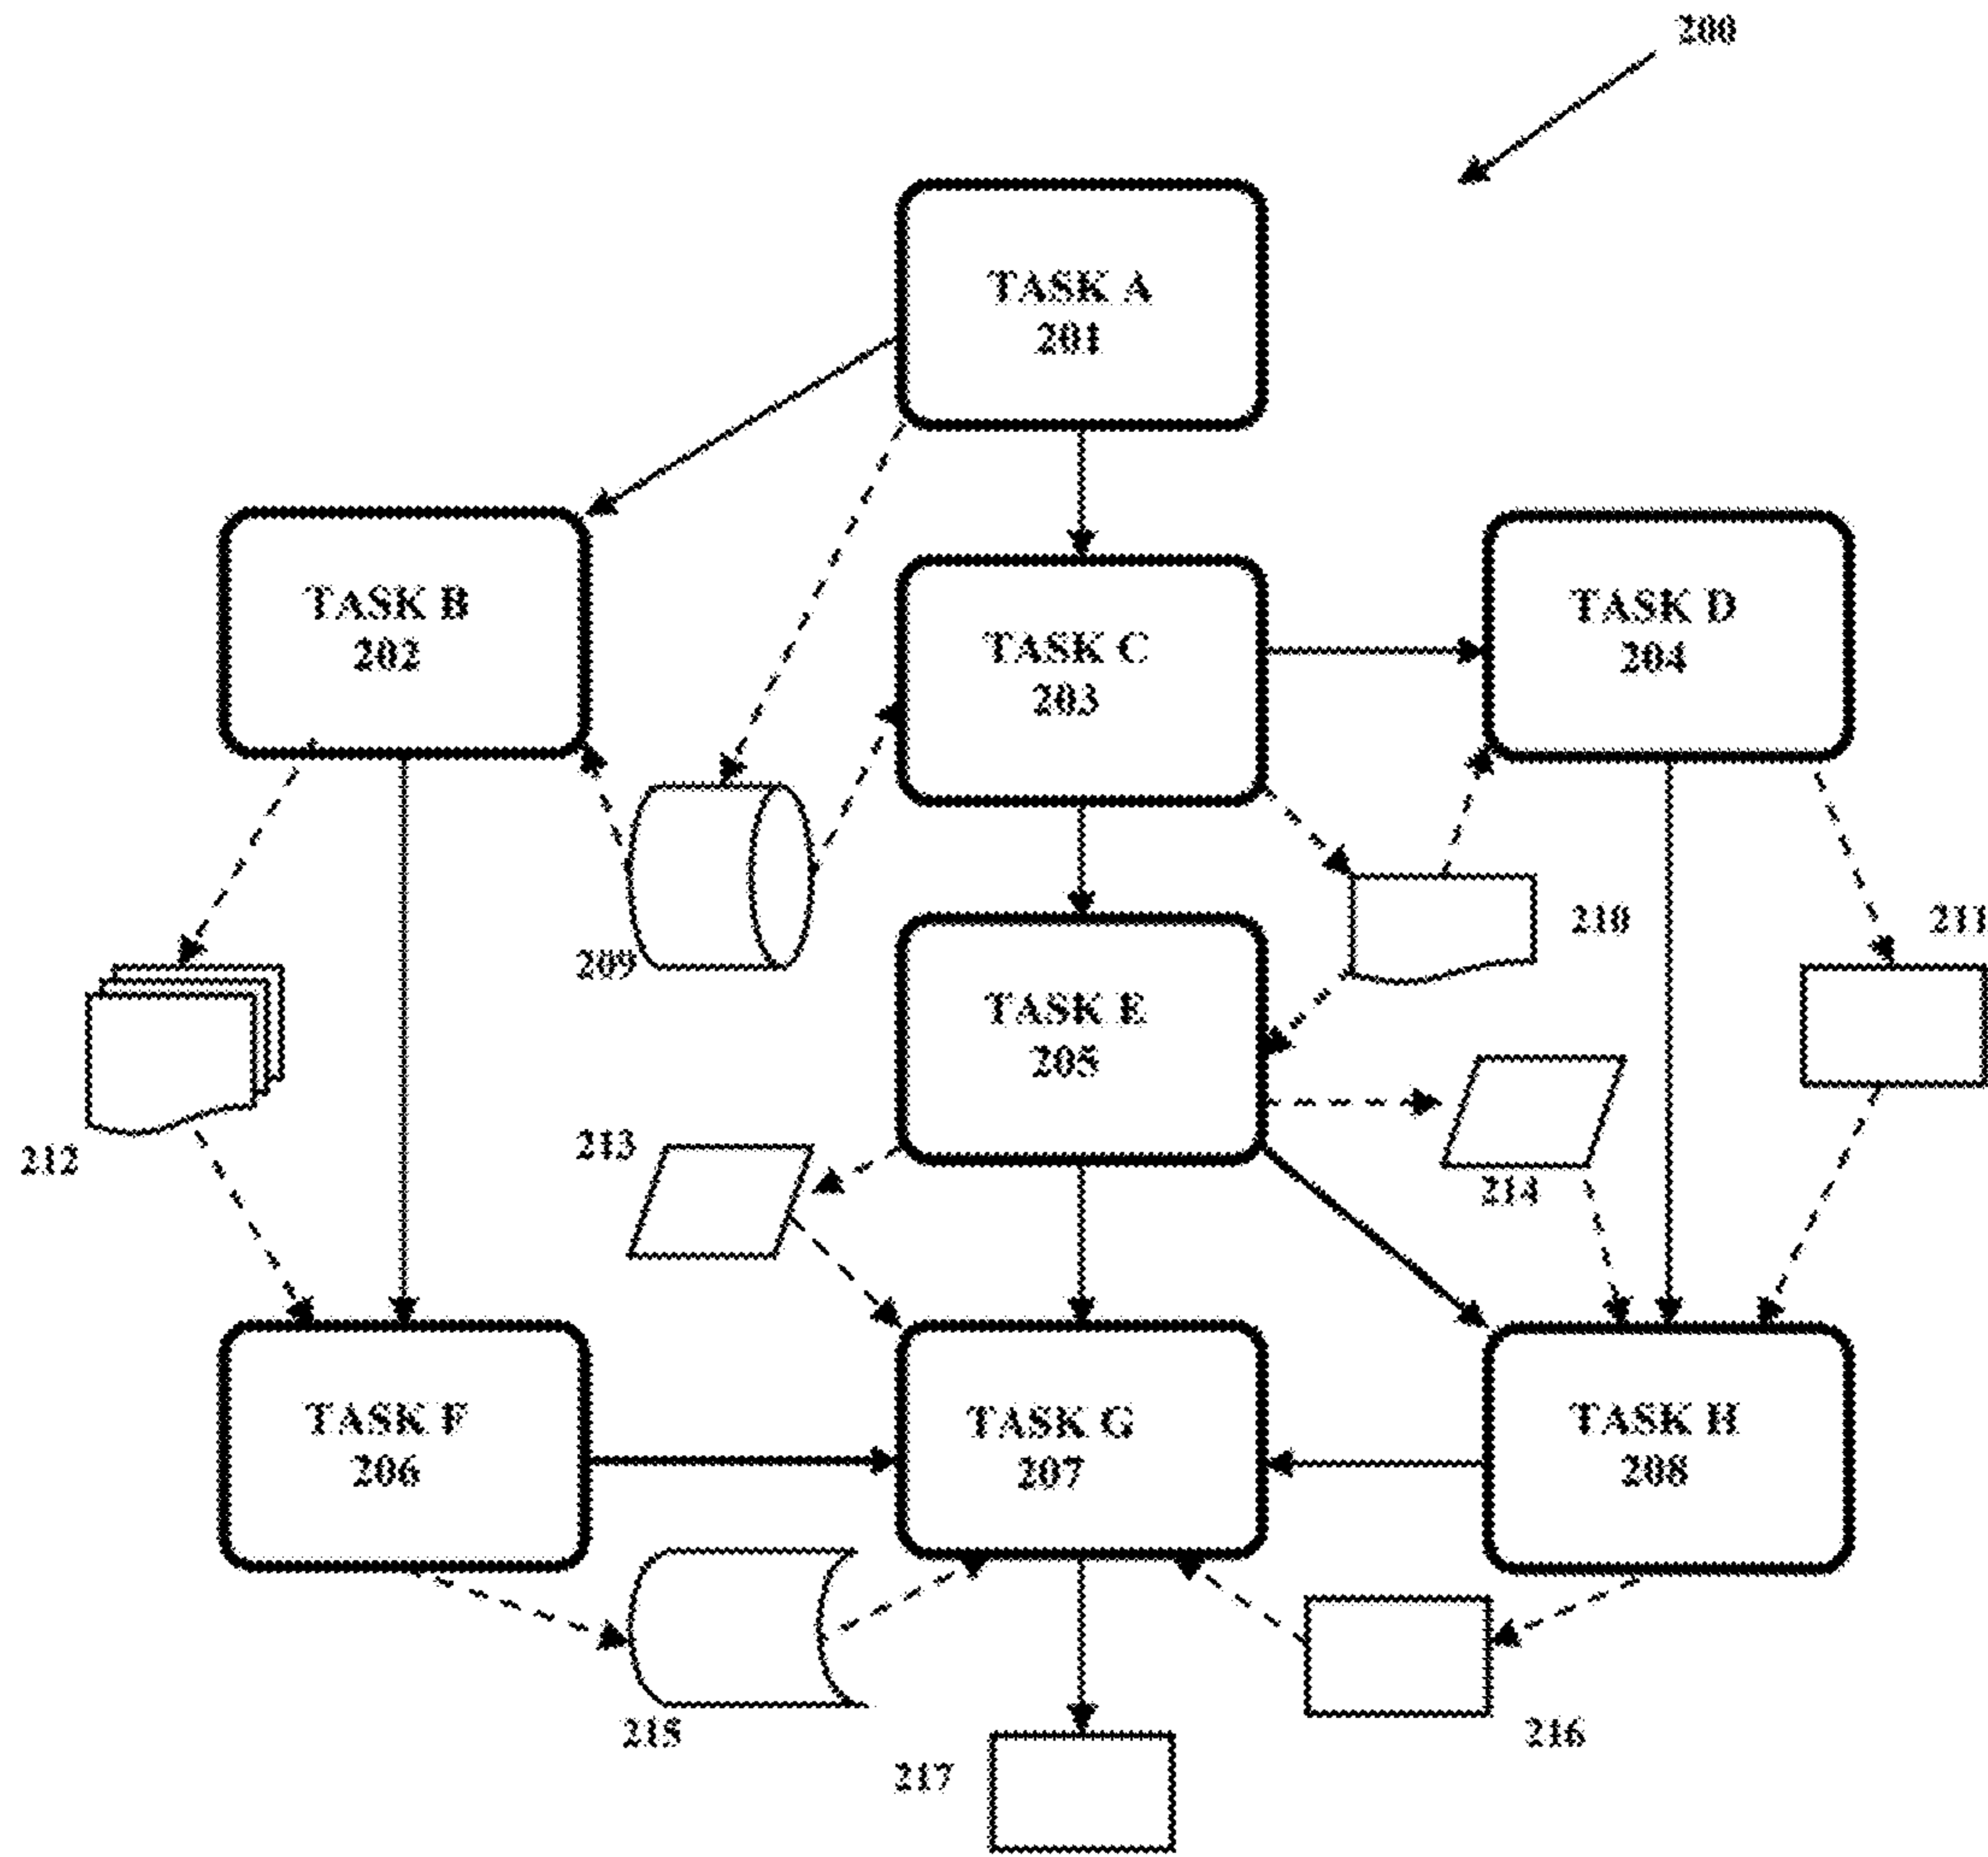 200
TASK A
201
TASK B
202
TASK C
203
TASK D
204
209
210
211
TASK E
205
212
213
214
TASK F
206
TASK G
207
TASK H
208
215
216
217